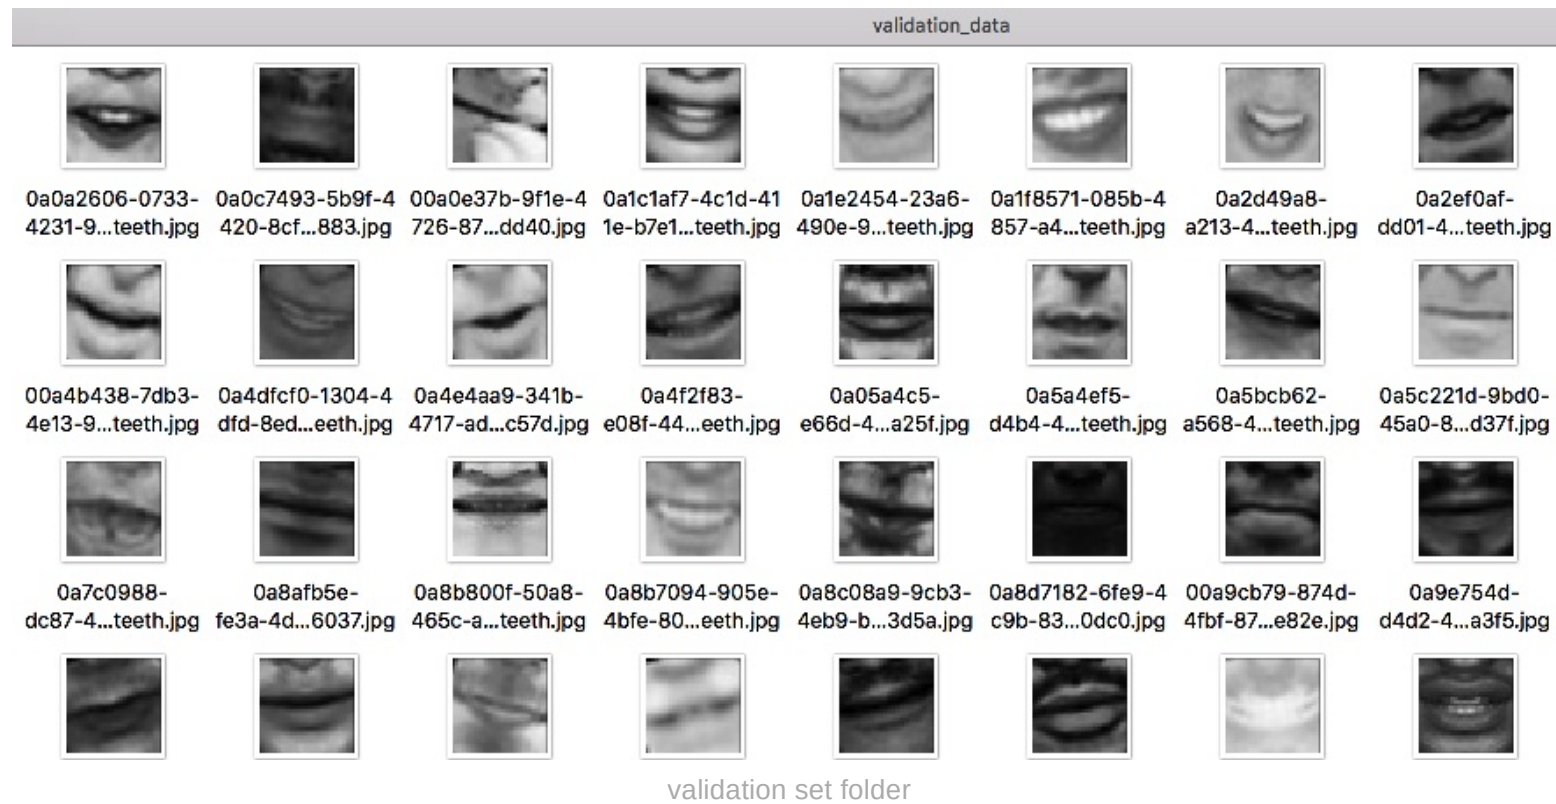 validation_data
0a0a2606-0733- 0a0c7493-5b9f-4 00a0e37b-9f1e-4 0a1c1af7-4c1d-41 0a1e2454-23a6- 0a1f8571-085b-4 0a2d49a8- 0a2ef0af-
4231-9...teeth.jpg 420-8cf...883.jpg 726-87...dd40.jpg 1e-b7e1...teeth.jpg 490e-9...teeth.jpg 857-a4...teeth.jpg a213-4...teeth.jpg dd01-4...teeth.jpg
00a4b438-7db3- 0a4dfcf0-1304-4 0a4e4aa9-341b- 0a4f2f83- 0a05a4c5- 0a5a4ef5- 0a5bcb62- 0a5c221d-9bd0-
4e13-9...teeth.jpg dfd-8ed...eeth.jpg 4717-ad...c57d.jpg e08f-44...eeth.jpg e66d-4...a25f.jpg d4b4-4...teeth.jpg a568-4...teeth.jpg 45a0-8...d37f.jpg
0a7c0988- 0a8afb5e- 0a8b800f-50a8- 0a8b7094-905e- 0a8c08a9-9cb3- 0a8d7182-6fe9-4 00a9cb79-874d- 0a9e754d-
dc87-4...teeth.jpg fe3a-4d...6037.jpg 465c-a...teeth.jpg 4bfe-80...eeth.jpg 4eb9-b...3d5a.jpg c9b-83...0dc0.jpg 4fbf-87...e82e.jpg d4d2-4...a3f5.jpg
validation set folder